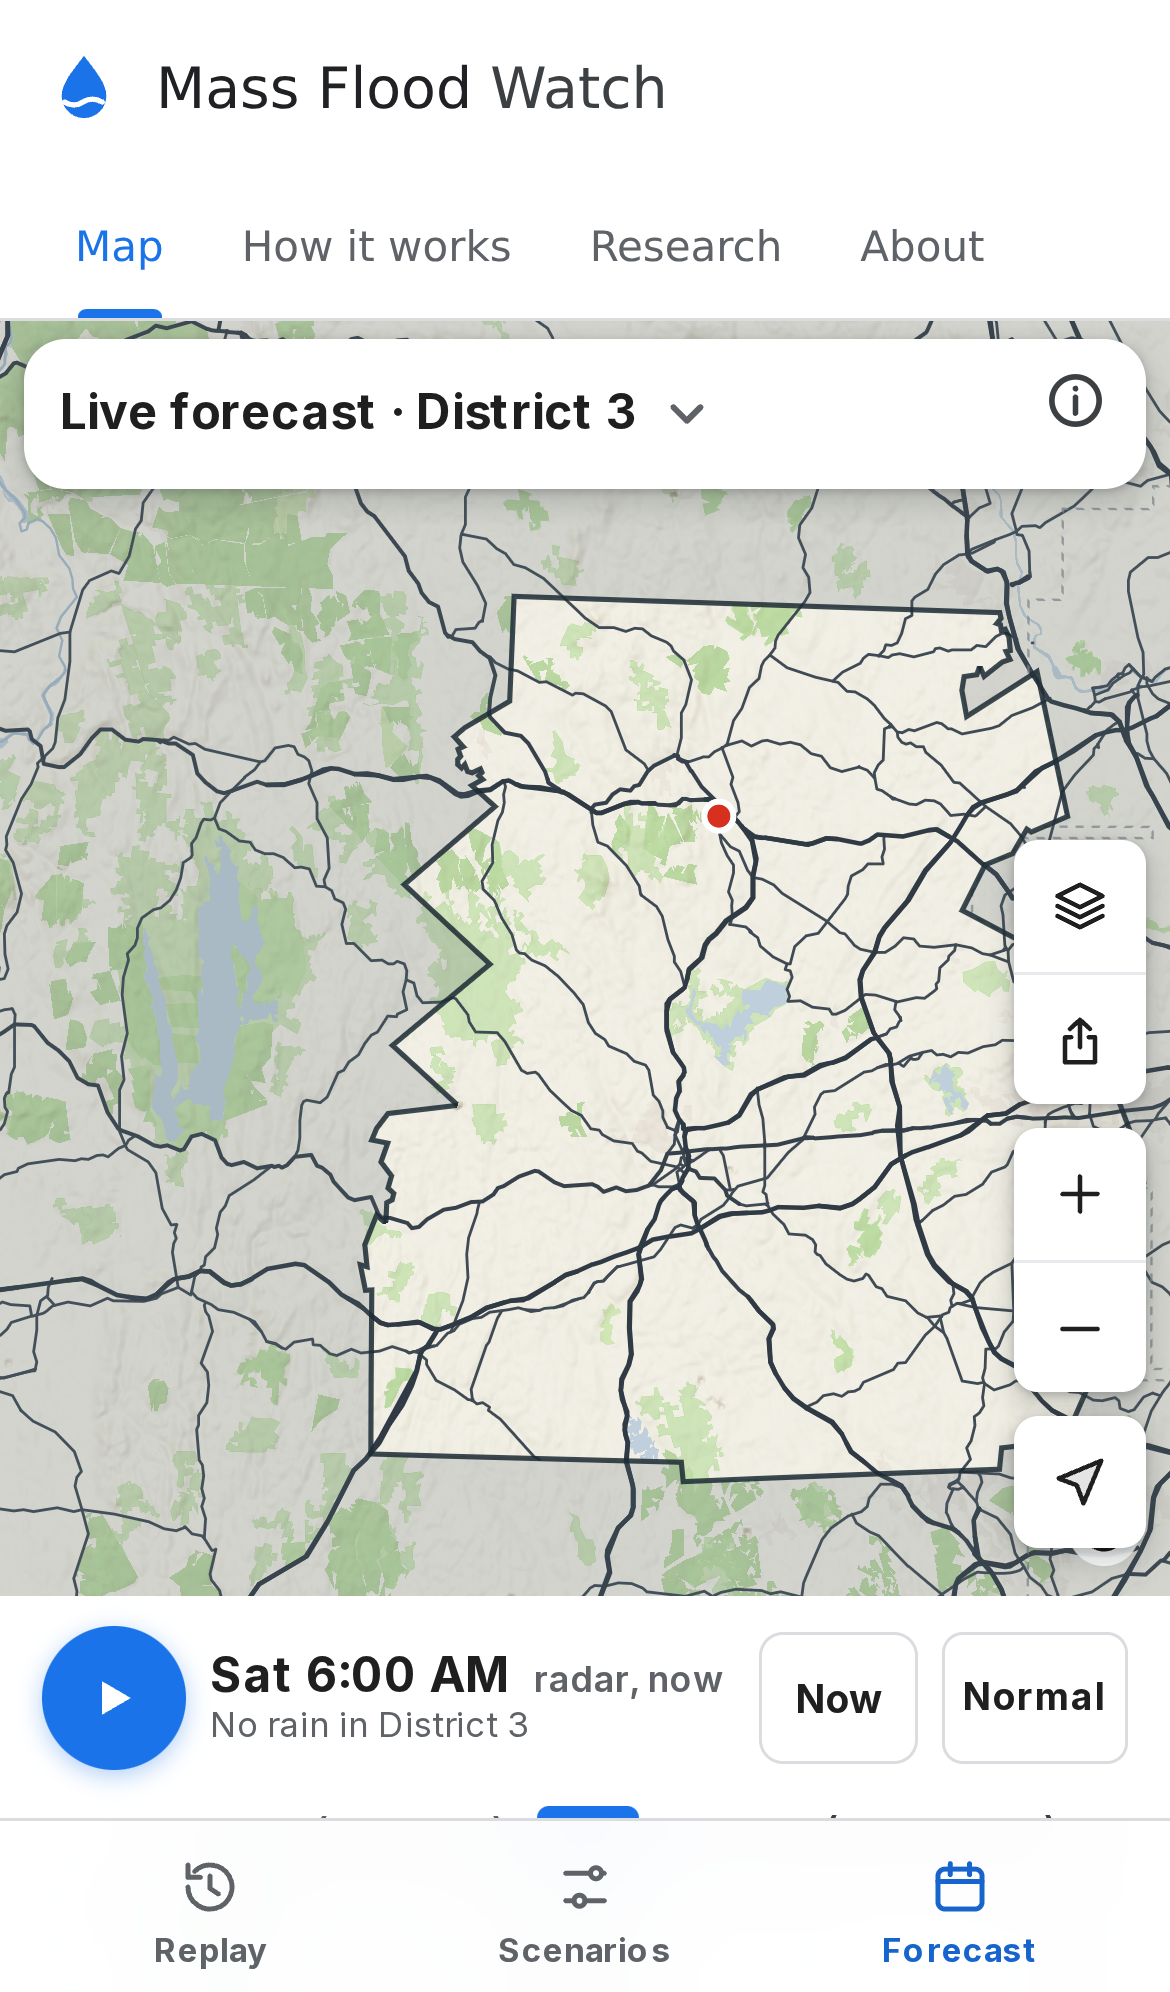 Mass Flood Watch
Map How it works Research About
Live forecast · District 3
Sat 6:00 AM radar, now
No rain in District 3
Now
Normal
Replay Scenarios Forecast